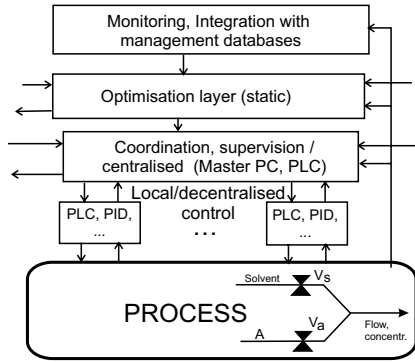 Monitoring, Integration with
management databases
Optimisation layer (static)
Coordination, supervision /
centralised (Master PC, PLC)
Local/decentralised
control
PLC, PID,
...
...
PLC, PID,
...
PROCESS
Solvent
Vs
A
Va
Flow,
concentr.